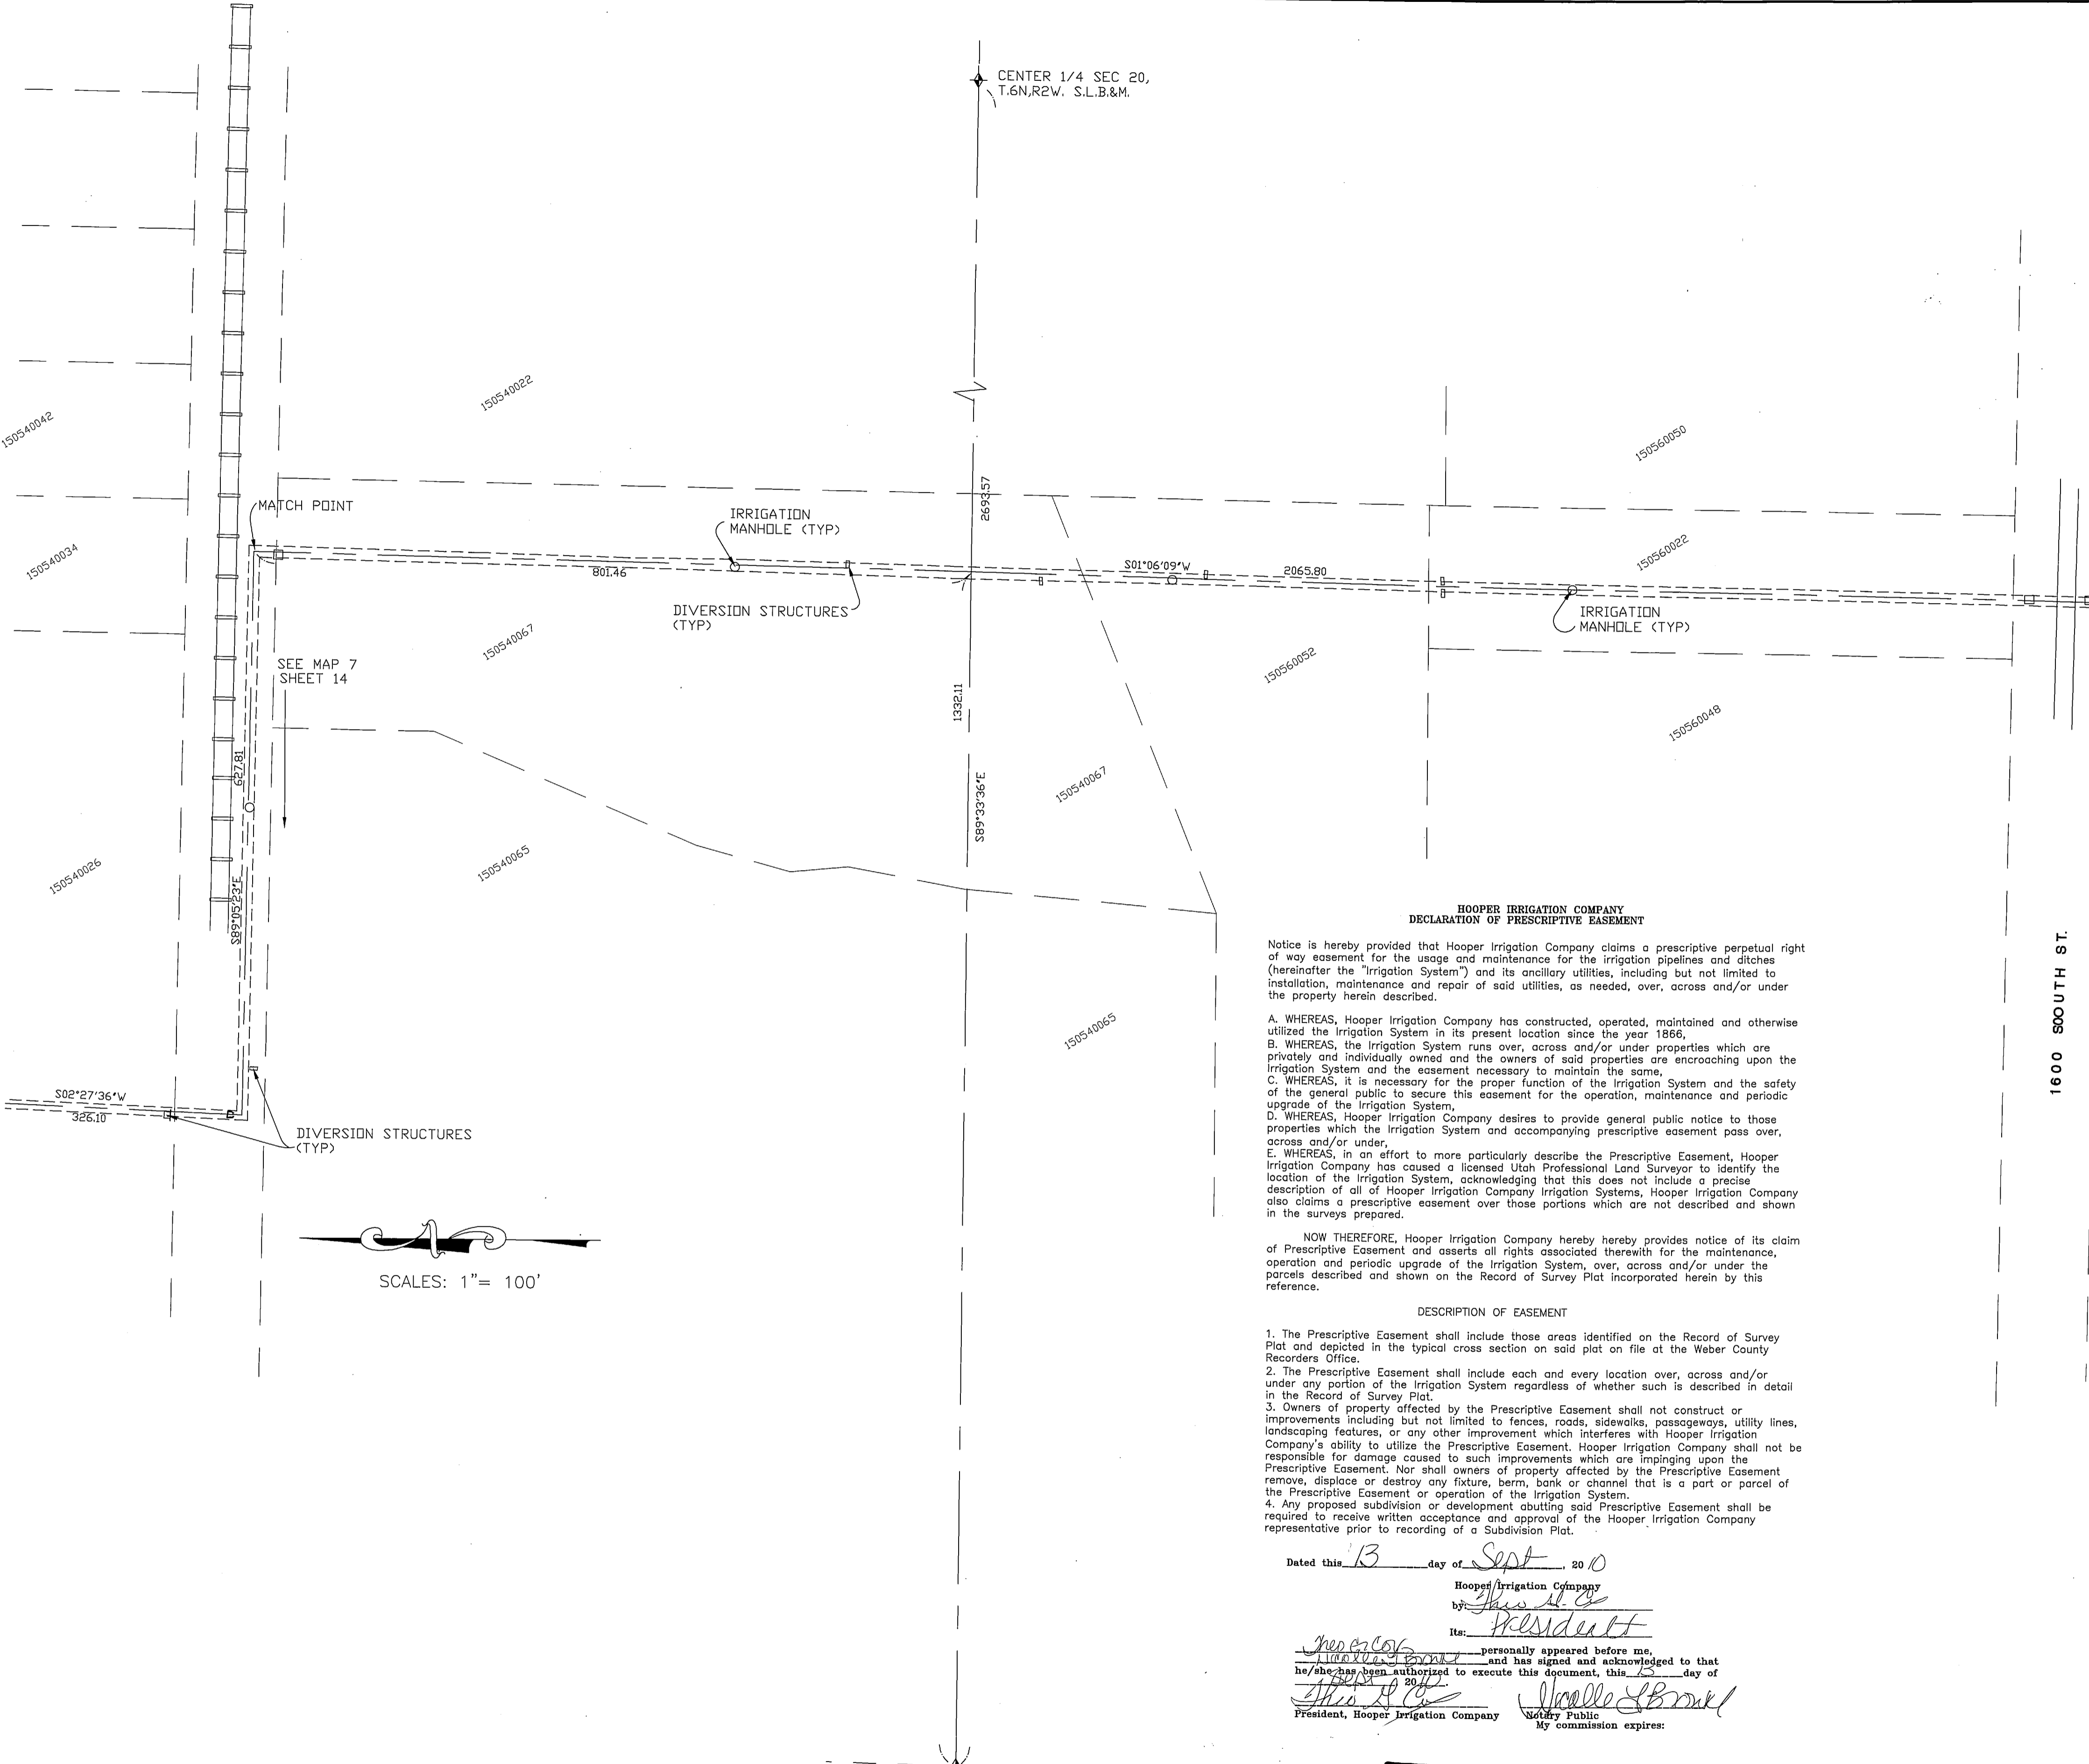 CENTER 1/4 SEC 20,
T.6N,R2W. S.L.B.&M.
150540022
150540042
150560050
2693.57
MATCH POINT
IRRIGATION
MANHOLE (TYP)
150540034
801.46
S01°06'09"W
2065.80
150560022
DIVERSION STRUCTURES
(TYP)
IRRIGATION
MANHOLE (TYP)
150540067
SEE MAP 7
SHEET 14
150560052
1332.11
150560048
627.81
S89°33'36"E
150540067
150540026
150540065
S89°05'23"E
150540065
S02°27'36"W
326.10
DIVERSION STRUCTURES
(TYP)
SCALES: 1"= 100'
1600 SOOUTH ST.
HOOPER IRRIGATION COMPANY
DECLARATION OF PRESCRIPTIVE EASEMENT
Notice is hereby provided that Hooper Irrigation Company claims a prescriptive perpetual right
of way easement for the usage and maintenance for the irrigation pipelines and ditches
(hereinafter the "Irrigation System") and its ancillary utilities, including but not limited to
installation, maintenance and repair of said utilities, as needed, over, across and/or under
the property herein described.
A. WHEREAS, Hooper Irrigation Company has constructed, operated, maintained and otherwise
utilized the Irrigation System in its present location since the year 1866,
B. WHEREAS, the Irrigation System runs over, across and/or under properties which are
privately and individually owned and the owners of said properties are encroaching upon the
Irrigation System and the easement necessary to maintain the same,
C. WHEREAS, it is necessary for the proper function of the Irrigation System and the safety
of the general public to secure this easement for the operation, maintenance and periodic
upgrade of the Irrigation System,
D. WHEREAS, Hooper Irrigation Company desires to provide general public notice to those
properties which the Irrigation System and accompanying prescriptive easement pass over,
across and/or under,
E. WHEREAS, in an effort to more particularly describe the Prescriptive Easement, Hooper
Irrigation Company has caused a licensed Utah Professional Land Surveyor to identify the
location of the Irrigation System, acknowledging that this does not include a precise
description of all of Hooper Irrigation Company Irrigation Systems, Hooper Irrigation Company
also claims a prescriptive easement over those portions which are not described and shown
in the surveys prepared.
NOW THEREFORE, Hooper Irrigation Company hereby hereby provides notice of its claim
of Prescriptive Easement and asserts all rights associated therewith for the maintenance,
operation and periodic upgrade of the Irrigation System, over, across and/or under the
parcels described and shown on the Record of Survey Plat incorporated herein by this
reference.
DESCRIPTION OF EASEMENT
1. The Prescriptive Easement shall include those areas identified on the Record of Survey
Plat and depicted in the typical cross section on said plat on file at the Weber County
Recorders Office.
2. The Prescriptive Easement shall include each and every location over, across and/or
under any portion of the Irrigation System regardless of whether such is described in detail
in the Record of Survey Plat.
3. Owners of property affected by the Prescriptive Easement shall not construct or
improvements including but not limited to fences, roads, sidewalks, passageways, utility lines,
landscaping features, or any other improvement which interferes with Hooper Irrigation
Company's ability to utilize the Prescriptive Easement. Hooper Irrigation Company shall not be
responsible for damage caused to such improvements which are impinging upon the
Prescriptive Easement. Nor shall owners of property affected by the Prescriptive Easement
remove, displace or destroy any fixture, berm, bank or channel that is a part or parcel of
the Prescriptive Easement or operation of the Irrigation System.
4. Any proposed subdivision or development abutting said Prescriptive Easement shall be
required to receive written acceptance and approval of the Hooper Irrigation Company
representative prior to recording of a Subdivision Plat.
Dated this 13 day of Sept, 2010
Hooper Irrigation Company
by:
Its: President
personally appeared before me,
and has signed and acknowledged to that
he/she has been authorized to execute this document, this 13 day of
Sept 2010.
President, Hooper Irrigation Company
Notary Public
My commission expires: